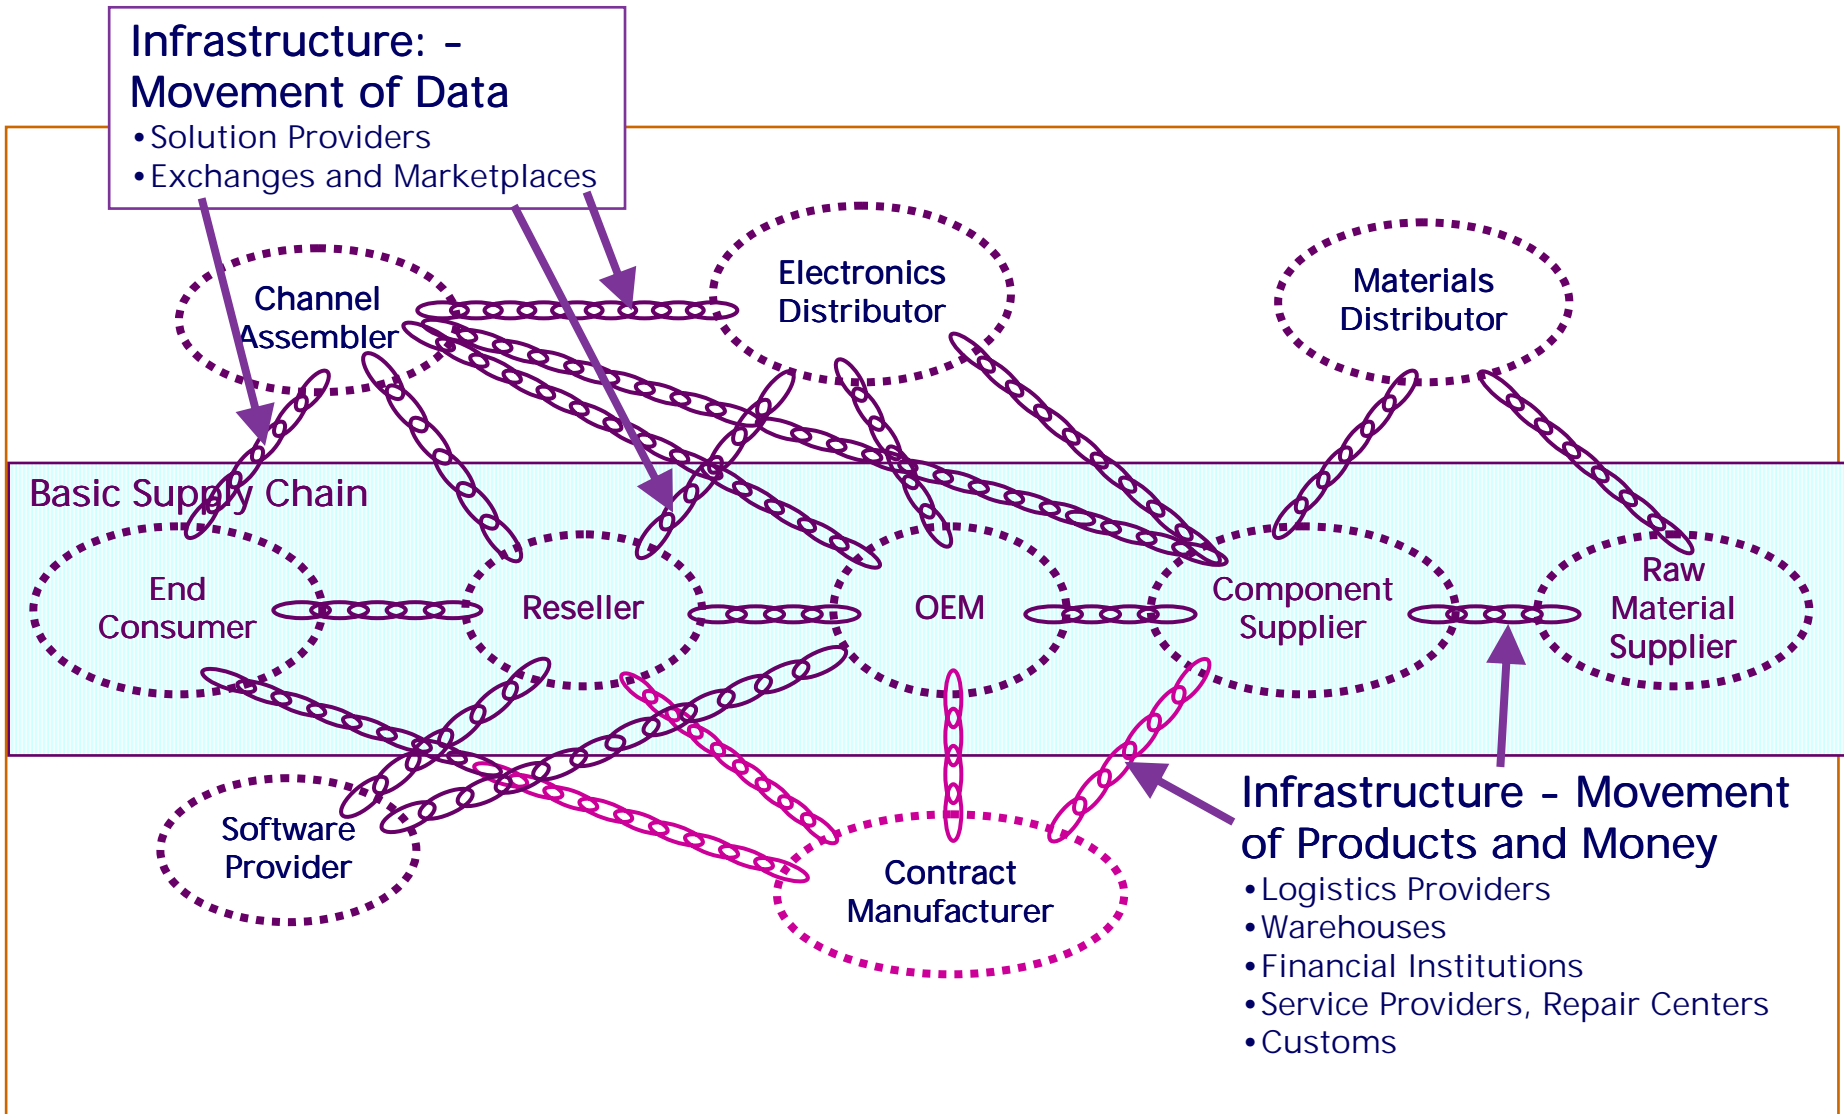 Infrastructure: -
Movement of Data
•Solution Providers
•Exchanges and Marketplaces
Channel
Assembler
Electronics
Distributor
Materials
Distributor
Basic Supply Chain
End
Consumer
Reseller
OEM
Component
Supplier
Raw
Material
Supplier
Software
Provider
Contract
Manufacturer
Infrastructure - Movement
of Products and Money
•Logistics Providers
•Warehouses
•Financial Institutions
•Service Providers, Repair Centers
•Customs